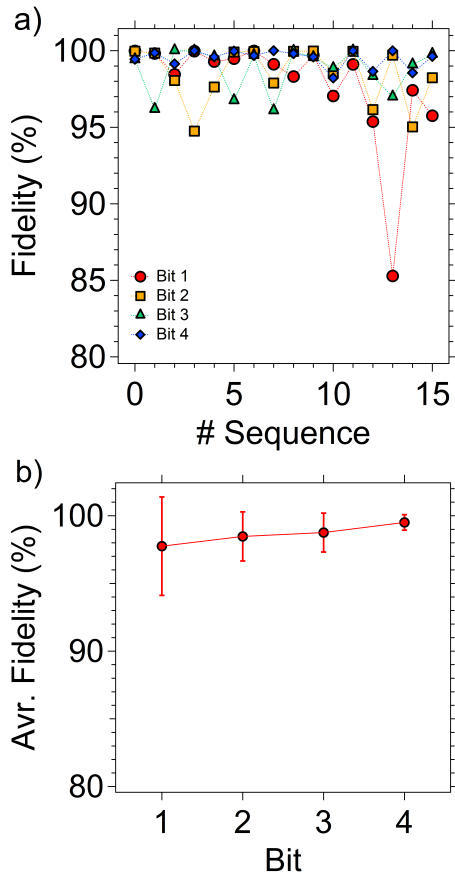 a)
Fidelity (%)
100
95
90
85
80
Bit 1
Bit 2
Bit 3
Bit 4
0 5 10 15
# Sequence
b)
Avr. Fidelity (%)
100
90
80
1 2 3 4
Bit